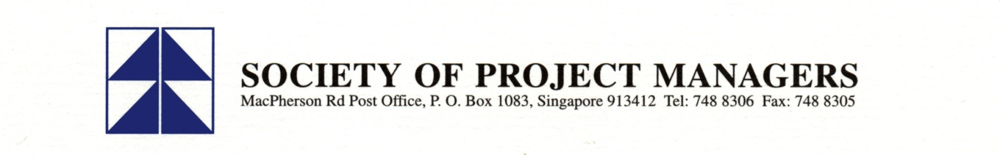 SOCIETY OF PROJECT MANAGERS
MacPherson Rd Post Office, P. O. Box 1083, Singapore 913412 Tel: 748 8306 Fax: 748 8305